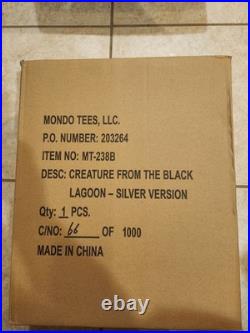 MONDO TEES, LLC.
P.O. NUMBER: 203264
ITEM NO: MT-238B
DESC: CREATURE FROM THE BLACK
LAGOON – SILVER VERSION
Qty: 1 PCS.
C/NO: 66 OF 1000
MADE IN CHINA